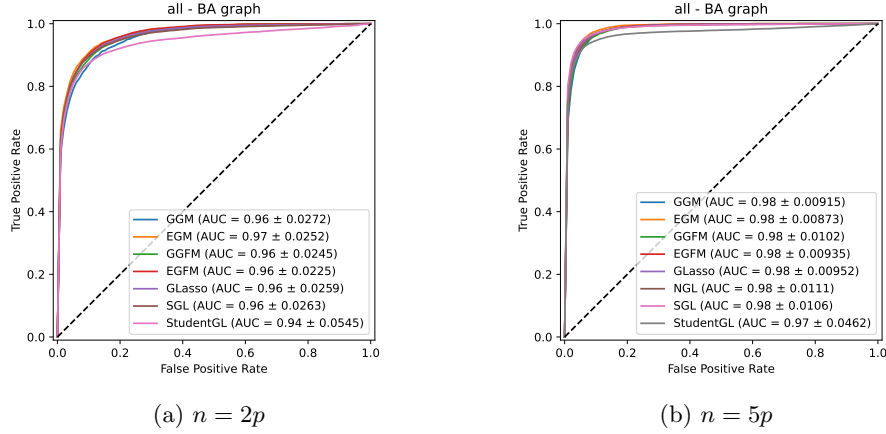 all - BA graph
1.0
0.8
0.6
0.4
0.2
0.0
True Positive Rate
GGM (AUC = 0.96 ± 0.0272)
EGM (AUC = 0.97 ± 0.0252)
GGFM (AUC = 0.96 ± 0.0245)
EGFM (AUC = 0.96 ± 0.0225)
GLasso (AUC = 0.96 ± 0.0259)
SGL (AUC = 0.96 ± 0.0263)
StudentGL (AUC = 0.94 ± 0.0545)
0.0 0.2 0.4 0.6 0.8 1.0
False Positive Rate
(a) n = 2p
all - BA graph
1.0
0.8
0.6
0.4
0.2
0.0
True Positive Rate
GGM (AUC = 0.98 ± 0.00915)
EGM (AUC = 0.98 ± 0.00873)
GGFM (AUC = 0.98 ± 0.0102)
EGFM (AUC = 0.98 ± 0.00935)
GLasso (AUC = 0.98 ± 0.00952)
NGL (AUC = 0.98 ± 0.0111)
SGL (AUC = 0.98 ± 0.0106)
StudentGL (AUC = 0.97 ± 0.0462)
0.0 0.2 0.4 0.6 0.8 1.0
False Positive Rate
(b) n = 5p